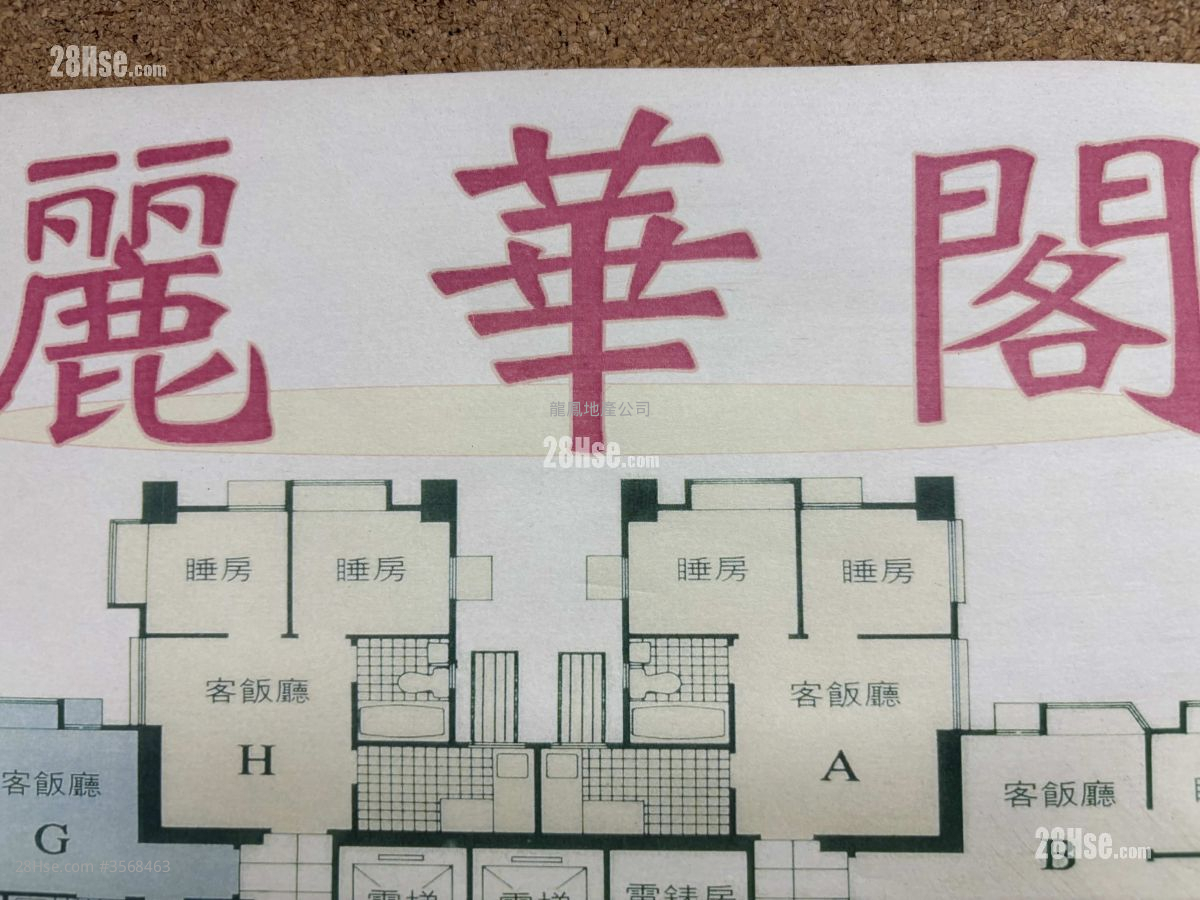 28Hse.com
麗華閣
龍鳳地產公司
28Hse.com
睡房 睡房 睡房 睡房
客飯廳 客飯廳
H A
客飯廳 客飯廳
G B
28Hse.com
28Hse.com #3568463
電梯 電梯 電錶房